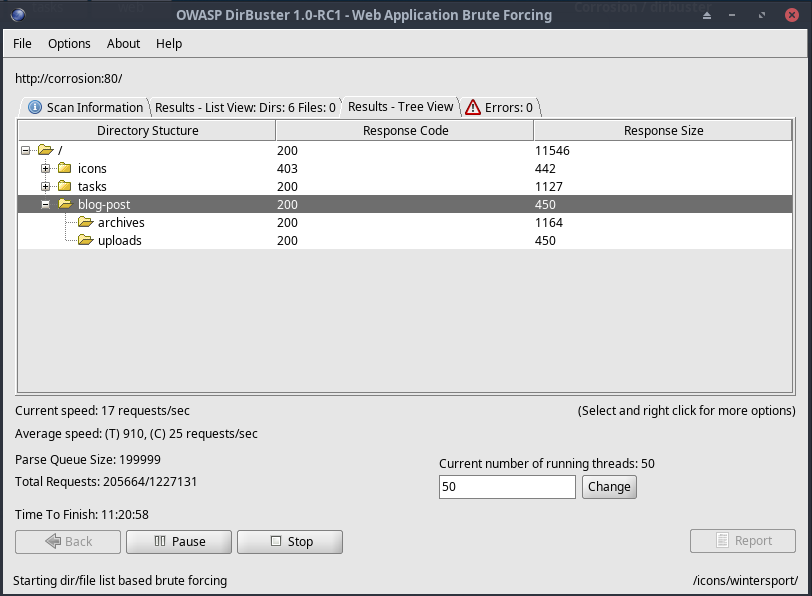 Corrosion / dirbuster
OWASP DirBuster 1.0-RC1 - Web Application Brute Forcing
File Options About Help
http://corrosion:80/
Scan Information Results - List View: Dirs: 6 Files: 0 Results - Tree View Errors: 0
Directory Stucture Response Code Response Size
/ 200 11546
icons 403 442
tasks 200 1127
blog-post 200 450
archives 200 1164
uploads 200 450
Current speed: 17 requests/sec (Select and right click for more options)
Average speed: (T) 910, (C) 25 requests/sec
Parse Queue Size: 199999 Current number of running threads: 50
Total Requests: 205664/1227131 50 Change
Time To Finish: 11:20:58
Back Pause Stop Report
Starting dir/file list based brute forcing /icons/wintersport/